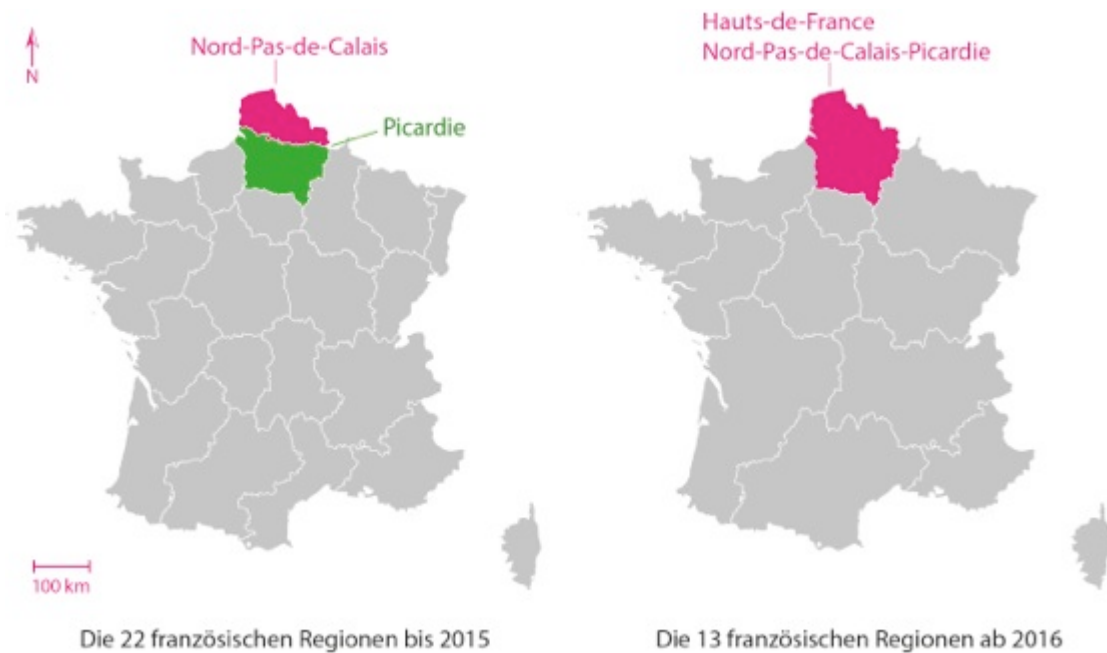 N
Nord-Pas-de-Calais
Picardie
100 km
Die 22 französischen Regionen bis 2015
Hauts-de-France
Nord-Pas-de-Calais-Picardie
Die 13 französischen Regionen ab 2016